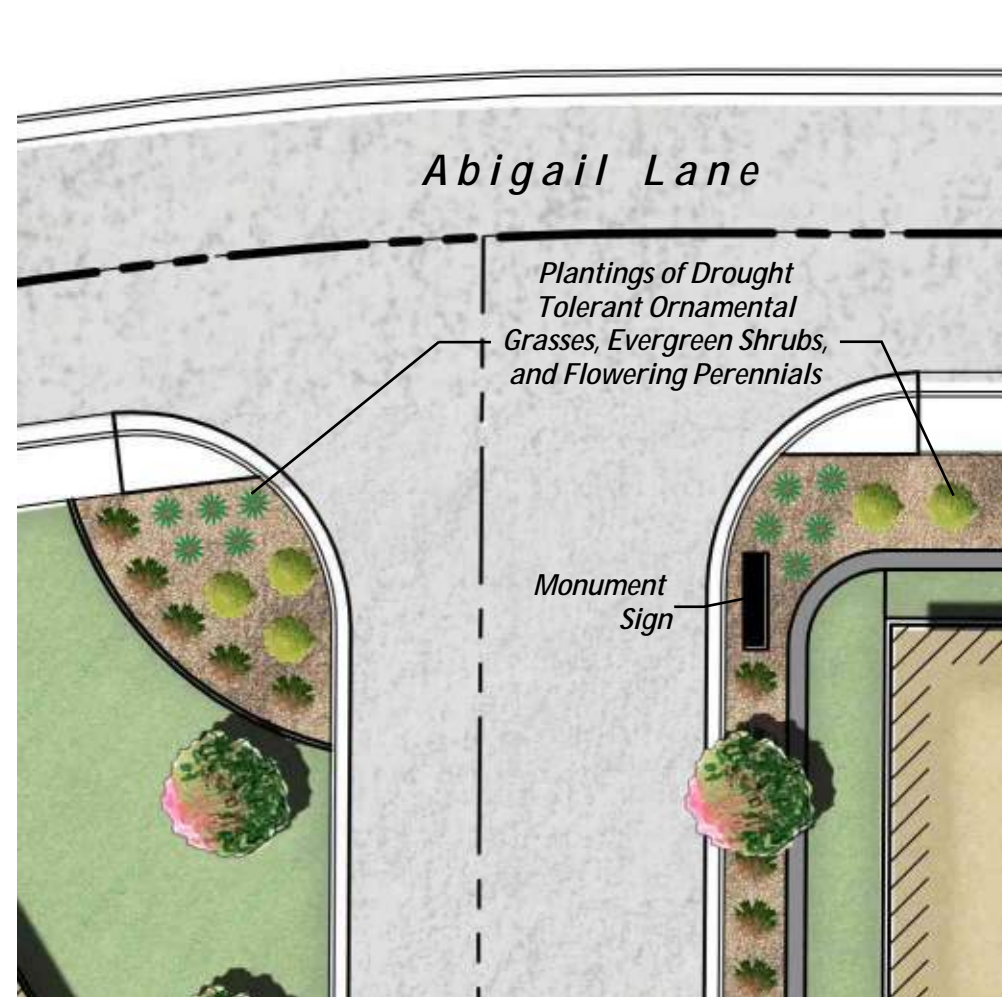 Abigail Lane
Plantings of Drought
Tolerant Ornamental
Grasses, Evergreen Shrubs,
and Flowering Perennials
Monument
Sign